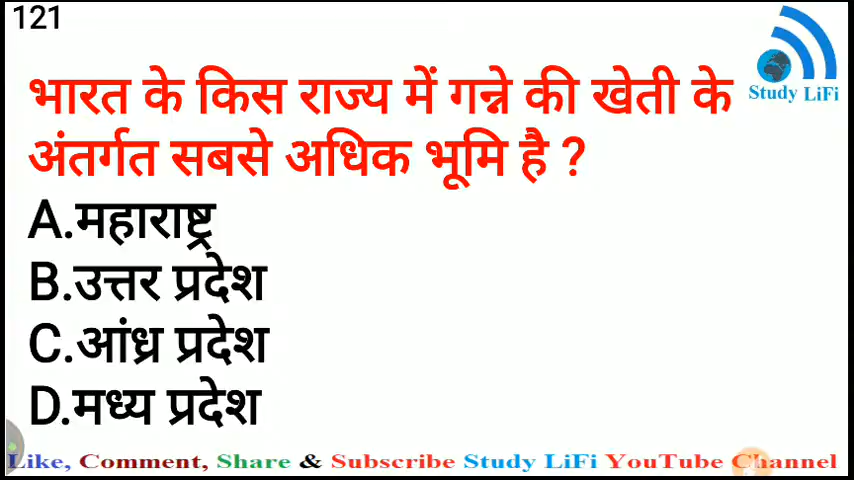 121
Study LiFi
भारत के किस राज्य में गन्ने की खेती के
अंतर्गत सबसे अधिक भूमि है ?
A.महाराष्ट्र
B.उत्तर प्रदेश
C.आंध्र प्रदेश
D.मध्य प्रदेश
Like, Comment, Share & Subscribe Study LiFi YouTube Channel